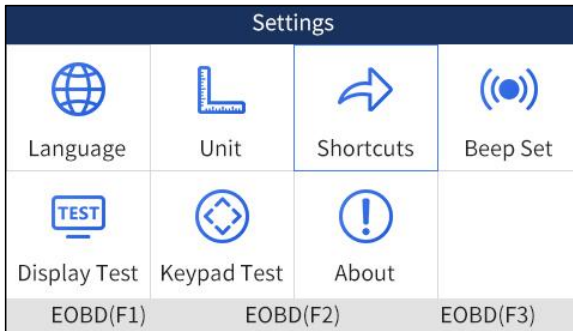 Settings
Language Unit Shortcuts Beep Set
TEST
Display Test Keypad Test About
EOBD(F1) EOBD(F2) EOBD(F3)